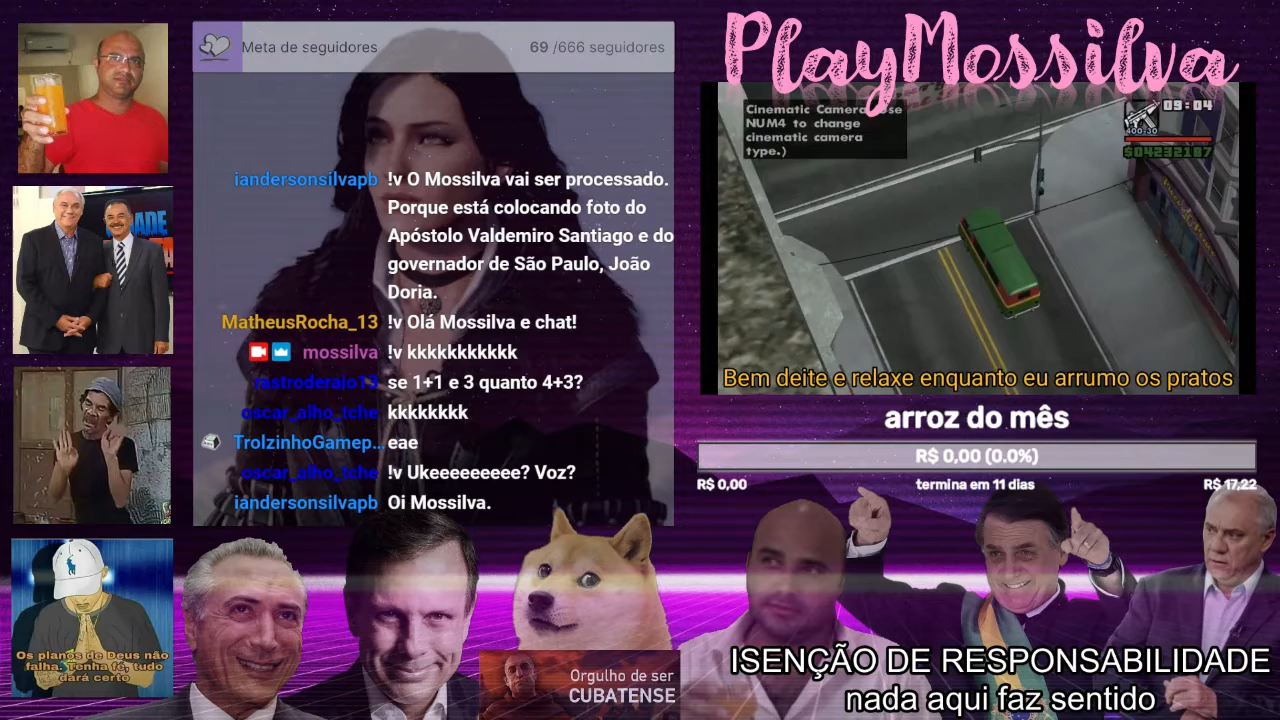 PlayMossilva
Meta de seguidores
69 /666 seguidores
iandersonsilvapb !v O Mossilva vai ser processado.
Porque está colocando foto do
Apóstolo Valdemiro Santiago e do
governador de São Paulo, João
Doria.
MatheusRocha_13 !v Olá Mossilva e chat!
mossilva !v kkkkkkkkkkk
rastroderaio13 se 1+1 e 3 quanto 4+3?
oscar_alho_tche kkkkkkkk
TrolzinhoGamep... eae
oscar_alho_tche !v Ukeeeeeeeee? Voz?
iandersonsilvapb Oi Mossilva.
Cinematic Camera
NUM4 to change
cinematic camera
type.)
09:04
400-30
$04232187
Bem deite e relaxe enquanto eu arrumo os pratos
arroz do mês
R$ 0,00 (0.0%)
R$ 0,00 termina em 11 dias R$ 17,22
Os planos de Deus não
falha. Tenha fé, tudo
dará certo
Orgulho de ser
CUBATENSE
ISENÇÃO DE RESPONSABILIDADE
nada aqui faz sentido